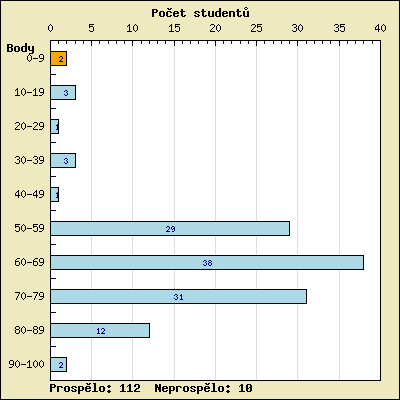 Počet studentů
0 5 10 15 20 25 30 35 40
Body
0-9 2
10-19 3
20-29 1
30-39 3
40-49 1
50-59 29
60-69 38
70-79 31
80-89 12
90-100 2
Prospělo: 112 Neprospělo: 10